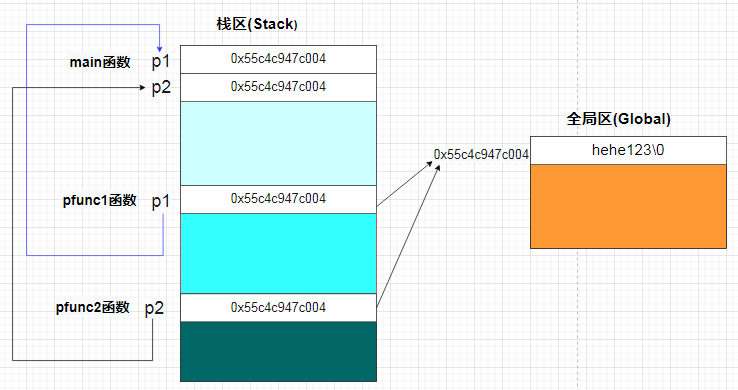 栈区(Stack)
main函数 p1 0x55c4c947c004
p2 0x55c4c947c004
全局区(Global)
0x55c4c947c004 hehe123\0
pfunc1函数 p1 0x55c4c947c004
pfunc2函数 p2 0x55c4c947c004